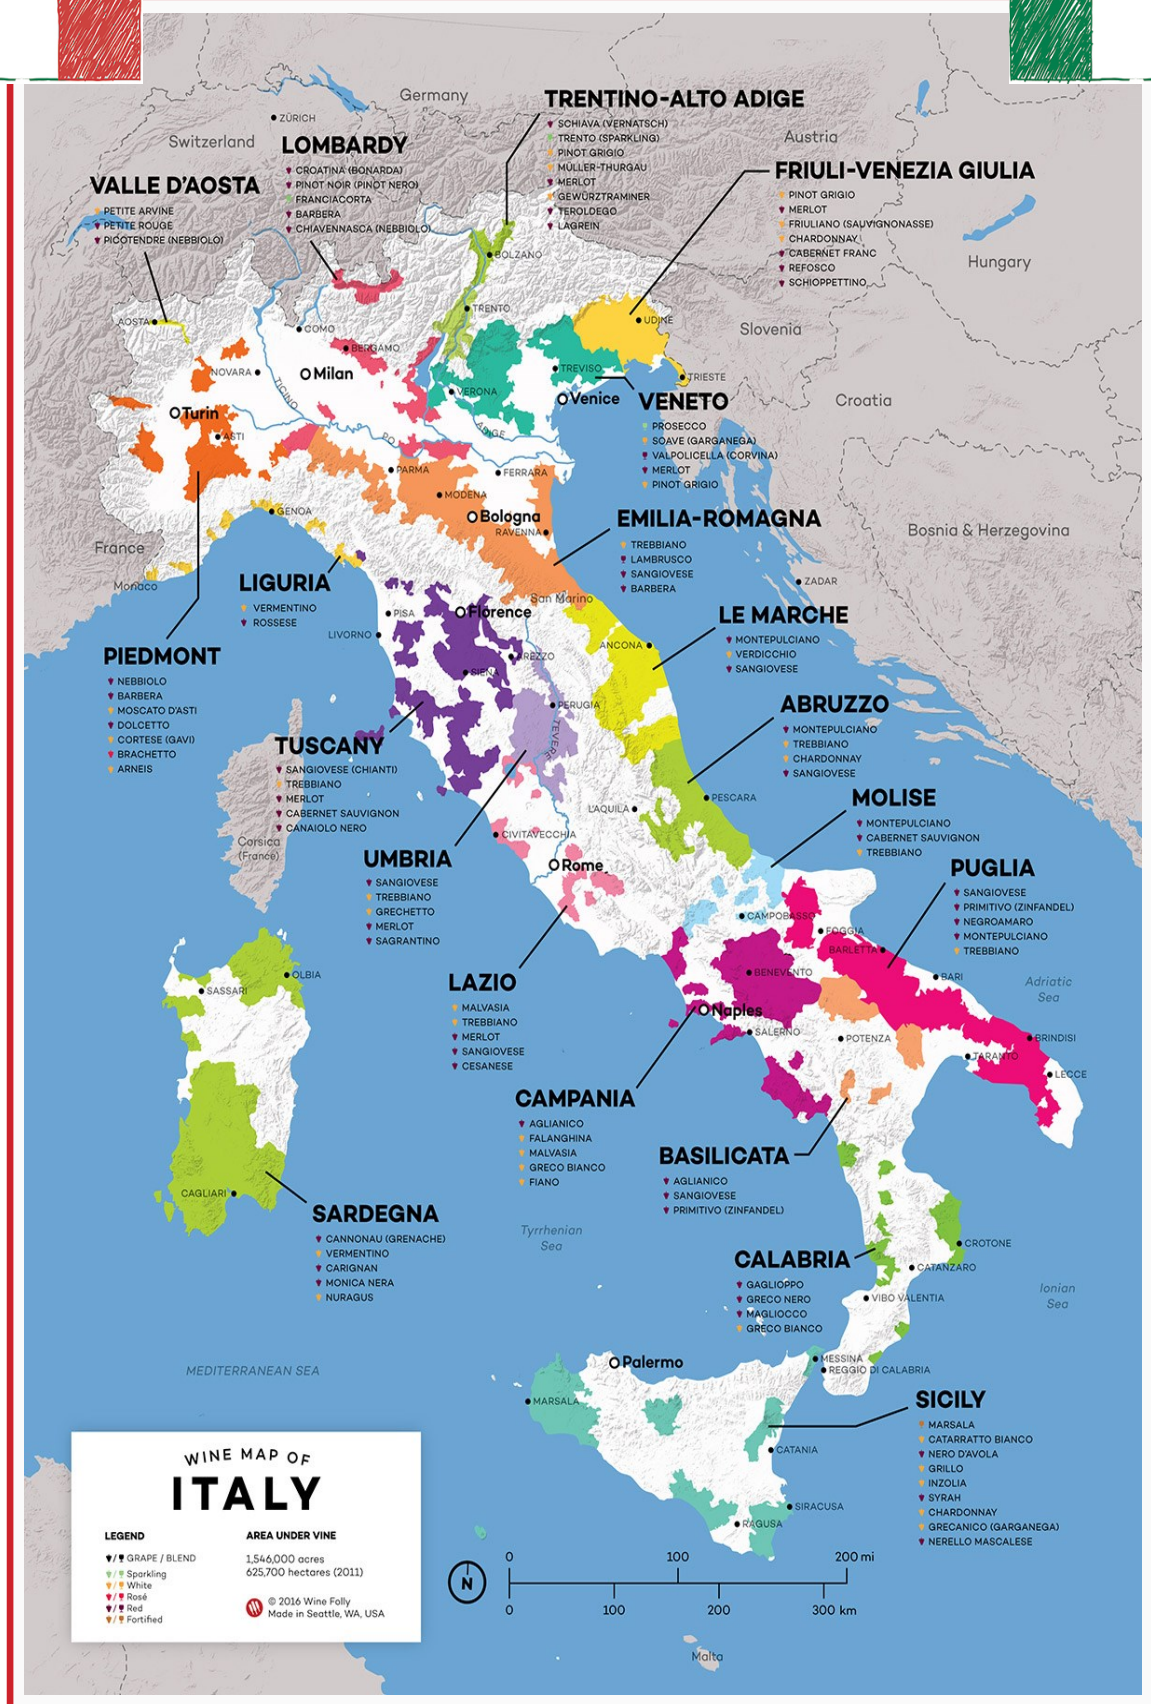 Germany
ZÜRICH
Switzerland
Austria
Hungary
Slovenia
Croatia
Bosnia & Herzegovina
France
Monaco
San Marino
Corsica
(France)
Malta
TRENTINO-ALTO ADIGE
SCHIAVA (VERNATSCH)
TRENTO (SPARKLING)
PINOT GRIGIO
MÜLLER-THURGAU
MERLOT
GEWÜRZTRAMINER
TEROLDEGO
LAGREIN
LOMBARDY
CROATINA (BONARDA)
PINOT NOIR (PINOT NERO)
FRANCIACORTA
BARBERA
CHIAVENNASCA (NEBBIOLO)
VALLE D'AOSTA
PETITE ARVINE
PETITE ROUGE
PICOTENDRE (NEBBIOLO)
FRIULI-VENEZIA GIULIA
PINOT GRIGIO
MERLOT
FRIULIANO (SAUVIGNONASSE)
CHARDONNAY
CABERNET FRANC
REFOSCO
SCHIOPPETTINO
BOLZANO
TRENTO
AOSTA
COMO
BERGAMO
UDINE
NOVARA
Milan
TREVISO
TRIESTE
VERONA
Venice
TICINO
Turin
ASTI
ADIGE
PO
PARMA
FERRARA
MODENA
Bologna
RAVENNA
GENOA
VENETO
PROSECCO
SOAVE (GARGANEGA)
VALPOLICELLA (CORVINA)
MERLOT
PINOT GRIGIO
EMILIA-ROMAGNA
TREBBIANO
LAMBRUSCO
SANGIOVESE
BARBERA
ZADAR
LIGURIA
VERMENTINO
ROSSESE
PISA
Florence
LIVORNO
AREZZO
SIENA
ANCONA
PERUGIA
TEVERE
LE MARCHE
MONTEPULCIANO
VERDICCHIO
SANGIOVESE
PIEDMONT
NEBBIOLO
BARBERA
MOSCATO D'ASTI
DOLCETTO
CORTESE (GAVI)
BRACHETTO
ARNEIS
ABRUZZO
MONTEPULCIANO
TREBBIANO
CHARDONNAY
SANGIOVESE
TUSCANY
SANGIOVESE (CHIANTI)
TREBBIANO
MERLOT
CABERNET SAUVIGNON
CANAIOLO NERO
PESCARA
L'AQUILA
MOLISE
MONTEPULCIANO
CABERNET SAUVIGNON
TREBBIANO
CIVITAVECCHIA
Rome
UMBRIA
SANGIOVESE
TREBBIANO
GRECHETTO
MERLOT
SAGRANTINO
PUGLIA
SANGIOVESE
PRIMITIVO (ZINFANDEL)
NEGROAMARO
MONTEPULCIANO
TREBBIANO
CAMPOBASSO
FOGGIA
BARLETTA
BARI
BENEVENTO
Naples
SALERNO
POTENZA
TARANTO
BRINDISI
LECCE
Adriatic
Sea
OLBIA
SASSARI
CAGLIARI
LAZIO
MALVASIA
TREBBIANO
MERLOT
SANGIOVESE
CESANESE
CAMPANIA
AGLIANICO
FALANGHINA
MALVASIA
GRECO BIANCO
FIANO
BASILICATA
AGLIANICO
SANGIOVESE
PRIMITIVO (ZINFANDEL)
SARDEGNA
CANNONAU (GRENACHE)
VERMENTINO
CARIGNAN
MONICA NERA
NURAGUS
Tyrrhenian
Sea
CALABRIA
GAGLIOPPO
GRECO NERO
MAGLIOCCO
GRECO BIANCO
CROTONE
CATANZARO
VIBO VALENTIA
Ionian
Sea
MEDITERRANEAN SEA
Palermo
MESSINA
REGGIO DI CALABRIA
MARSALA
CATANIA
SIRACUSA
RAGUSA
SICILY
MARSALA
CATARRATTO BIANCO
NERO D'AVOLA
GRILLO
INZOLIA
SYRAH
CHARDONNAY
GRECANICO (GARGANEGA)
NERELLO MASCALESE
WINE MAP OF
ITALY
LEGEND
/ GRAPE / BLEND
/ Sparkling
/ White
/ Rosé
/ Red
/ Fortified
AREA UNDER VINE
1,546,000 acres
625,700 hectares (2011)
© 2016 Wine Folly
Made in Seattle, WA, USA
N
0 100 200 mi
0 100 200 300 km